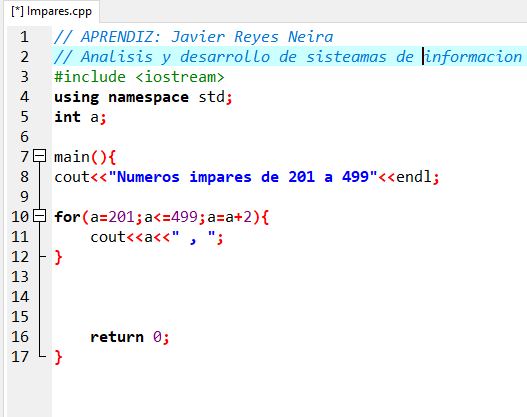 [*] Impares.cpp
1 // APRENDIZ: Javier Reyes Neira
2 // Analisis y desarrollo de sisteamas de informacion
3 #include <iostream>
4 using namespace std;
5 int a;
6
7 main(){
8 cout<<"Numeros impares de 201 a 499"<<endl;
9
10 for(a=201;a<=499;a=a+2){
11     cout<<a<<" , ";
12 }
13
14
15
16     return 0;
17 }